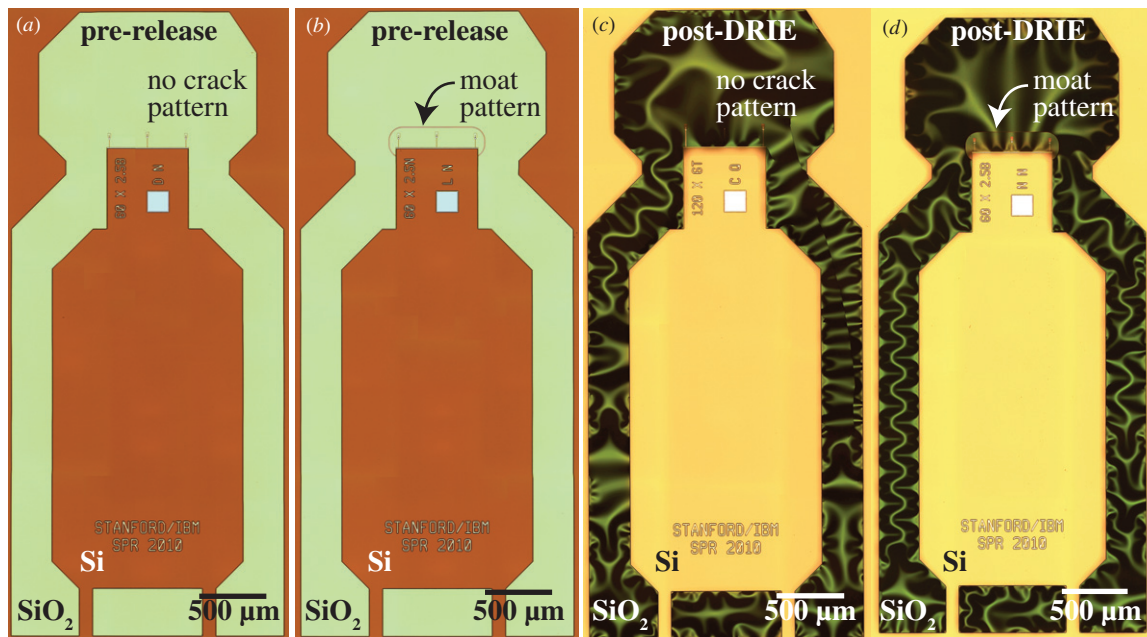 (a)
pre-release
no crack
pattern
STANFORD/IBM
SPR 2010
Si
SiO2
500 µm
(b)
pre-release
moat
pattern
L N
STANFORD/IBM
SPR 2010
Si
SiO2
500 µm
(c)
post-DRIE
no crack
pattern
120 X 6T
STANFORD/IBM
SPR 2010
Si
SiO2
500 µm
(d)
post-DRIE
moat
pattern
60 X 2.5B
STANFORD/IBM
SPR 2010
Si
SiO2
500 µm